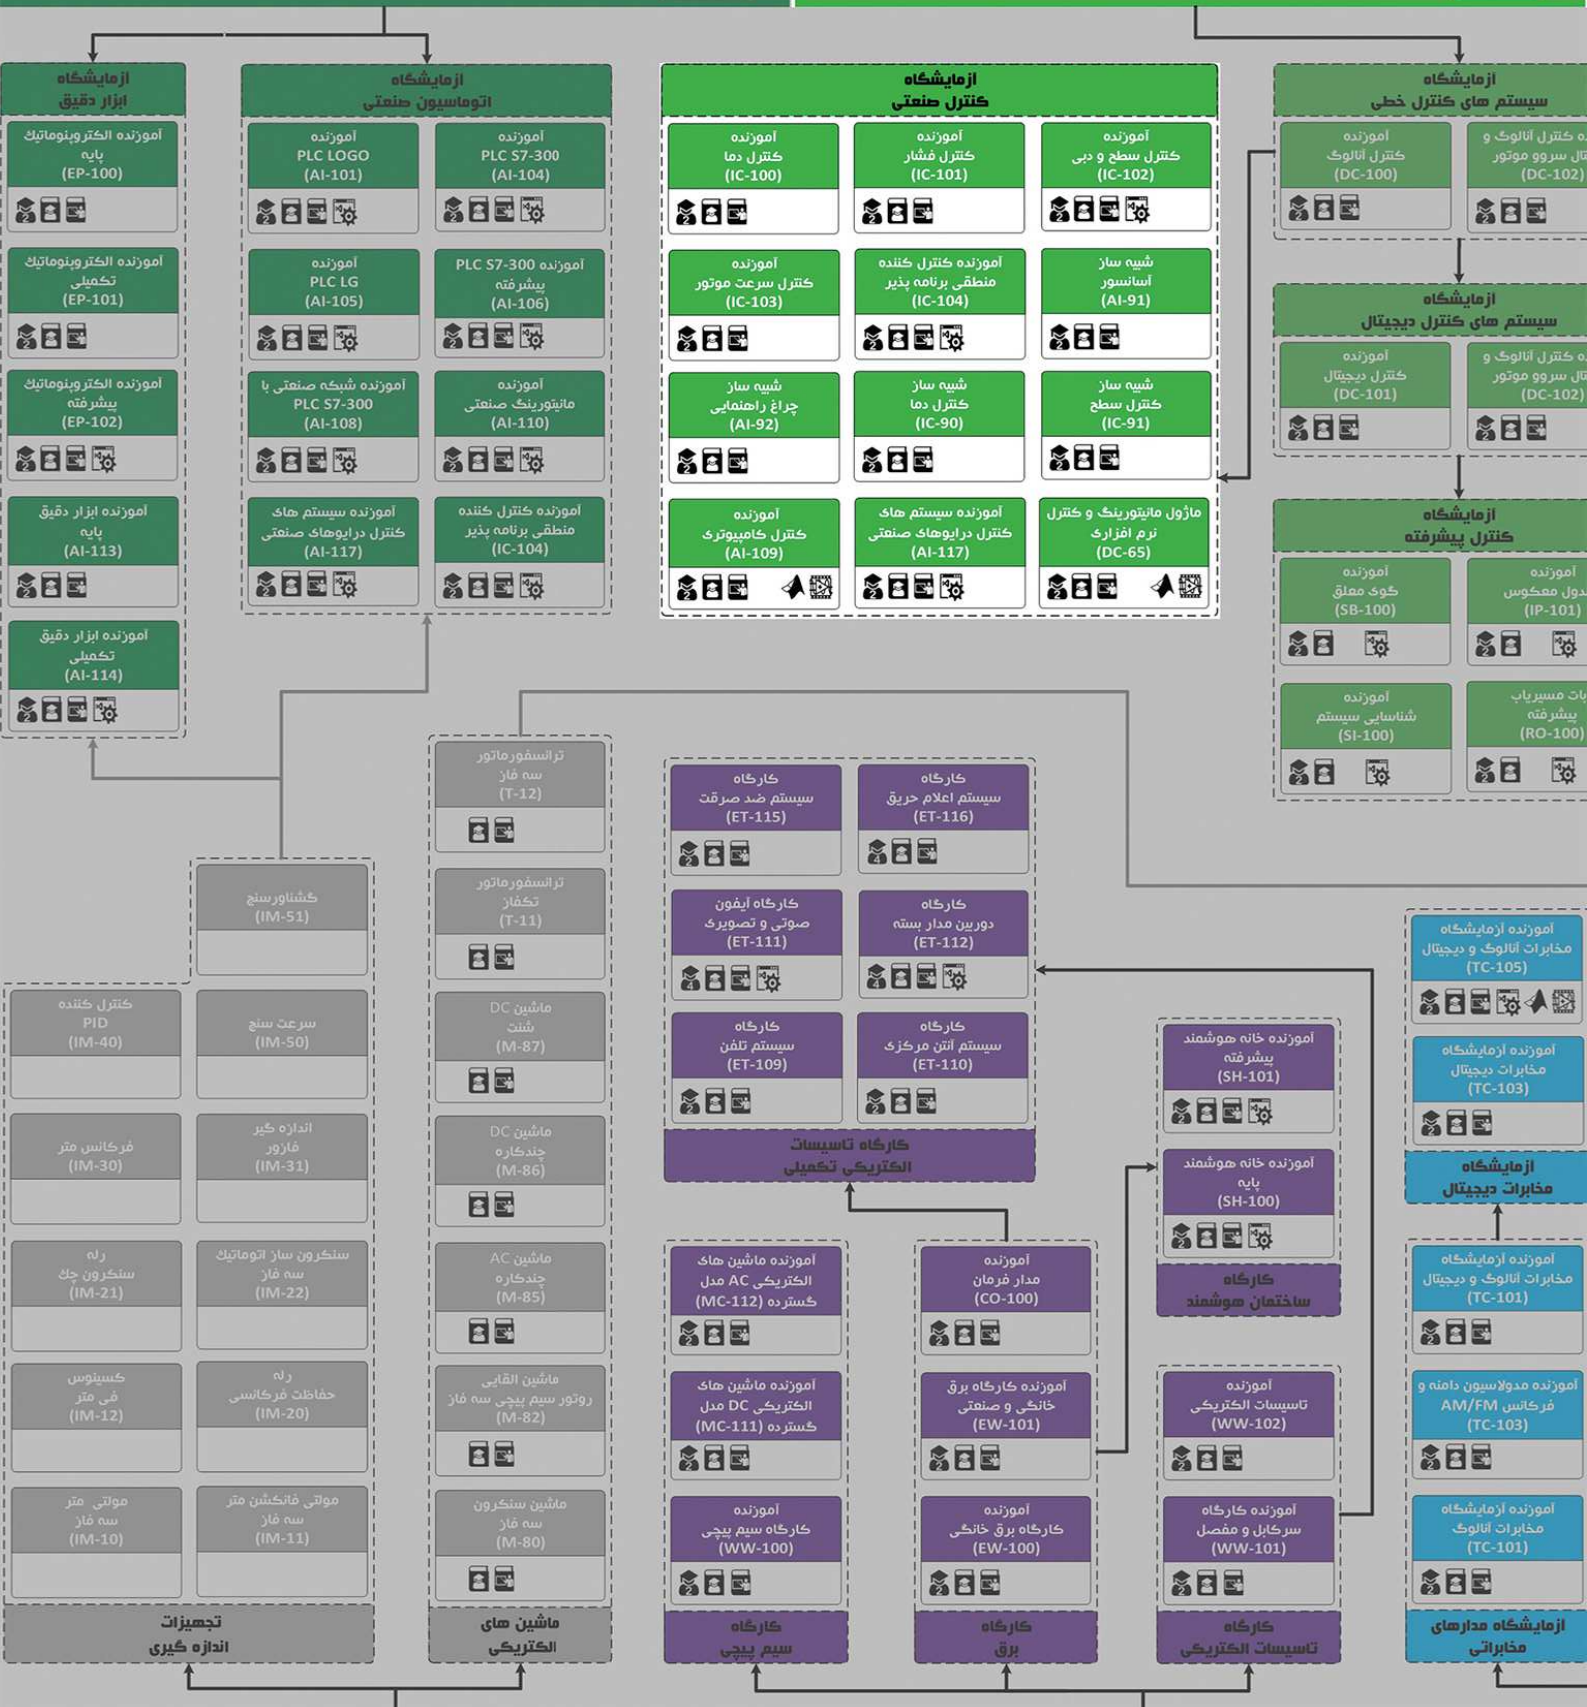 آزمایشگاه
ابزار دقیق
آموزنده الکتروپنوماتیک
پایه
(EP-100)
آموزنده الکتروپنوماتیک
تکمیلی
(EP-101)
آموزنده الکتروپنوماتیک
پیشرفته
(EP-102)
آموزنده ابزار دقیق
پایه
(AI-113)
آموزنده ابزار دقیق
تکمیلی
(AI-114)
آزمایشگاه
اتوماسیون صنعتی
آموزنده
PLC S7-300
(AI-104)
آموزنده
PLC LOGO
(AI-101)
آموزنده PLC S7-300
پیشرفته
(AI-106)
آموزنده
PLC LG
(AI-105)
آموزنده
مانیتورینگ صنعتی
(AI-110)
آموزنده شبکه صنعتی با
PLC S7-300
(AI-108)
آموزنده کنترل کننده
منطقی برنامه پذیر
(IC-104)
آموزنده سیستم های
کنترل درایوهای صنعتی
(AI-117)
آزمایشگاه
کنترل صنعتی
آموزنده
کنترل سطح و دبی
(IC-102)
آموزنده
کنترل فشار
(IC-101)
آموزنده
کنترل دما
(IC-100)
شبیه ساز
آسانسور
(AI-91)
آموزنده کنترل کننده
منطقی برنامه پذیر
(IC-104)
آموزنده
کنترل سرعت موتور
(IC-103)
شبیه ساز
کنترل سطح
(IC-91)
شبیه ساز
کنترل دما
(IC-90)
شبیه ساز
چراغ راهنمایی
(AI-92)
ماژول مانیتورینگ و کنترل
نرم افزاری
(DC-65)
آموزنده سیستم های
کنترل درایوهای صنعتی
(AI-117)
آموزنده
کنترل کامپیوتری
(AI-109)
آزمایشگاه
سیستم های کنترل خطی
کنترل آنالوگ و
سروو موتور
(DC-102)
آموزنده
کنترل آنالوگ
(DC-100)
آزمایشگاه
سیستم های کنترل دیجیتال
کنترل آنالوگ و
سروو موتور
(DC-102)
آموزنده
کنترل دیجیتال
(DC-101)
آزمایشگاه
کنترل پیشرفته
آموزنده
معکوس
(IP-101)
آموزنده
گوی معلق
(SB-100)
مسیریاب
پیشرفته
(RO-100)
آموزنده
شناسایی سیستم
(SI-100)
ترانسفورماتور
سه فاز
(T-12)
ترانسفورماتور
تکفاز
(T-11)
ماشین DC
شنت
(M-87)
ماشین DC
چندکاره
(M-86)
ماشین AC
چندکاره
(M-85)
ماشین القایی
روتور سیم پیچی سه فاز
(M-82)
ماشین سنکرون
سه فاز
(M-80)
ماشین های
الکتریکی
گشتاورسنج
(IM-51)
سرعت سنج
(IM-50)
کنترل کننده
PID
(IM-40)
اندازه گیر
فازور
(IM-31)
فرکانس متر
(IM-30)
سنکرون ساز اتوماتیک
سه فاز
(IM-22)
رله
سنکرون چک
(IM-21)
رله
حفاظت فرکانسی
(IM-20)
کسینوس
فی متر
(IM-12)
مولتی فانکشن متر
سه فاز
(IM-11)
مولتی متر
سه فاز
(IM-10)
تجهیزات
اندازه گیری
کارگاه
سیستم اعلام حریق
(ET-116)
کارگاه
سیستم ضد صرقت
(ET-115)
کارگاه
دوربین مدار بسته
(ET-112)
کارگاه آیفون
صوتی و تصویری
(ET-111)
کارگاه
سیستم آنتن مرکزی
(ET-110)
کارگاه
سیستم تلفن
(ET-109)
کارگاه تاسیسات
الکتریکی تکمیلی
آموزنده ماشین های
الکتریکی AC مدل
گسترده (MC-112)
آموزنده ماشین های
الکتریکی DC مدل
گسترده (MC-111)
آموزنده
کارگاه سیم پیچی
(WW-100)
کارگاه
سیم پیچی
آموزنده
مدار فرمان
(CO-100)
آموزنده کارگاه برق
خانگی و صنعتی
(EW-101)
آموزنده
کارگاه برق خانگی
(EW-100)
کارگاه
برق
آموزنده خانه هوشمند
پیشرفته
(SH-101)
آموزنده خانه هوشمند
پایه
(SH-100)
کارگاه
ساختمان هوشمند
آموزنده
تاسیسات الکتریکی
(WW-102)
آموزنده کارگاه
سرکابل و مفصل
(WW-101)
کارگاه
تاسیسات الکتریکی
آموزنده آزمایشگاه
مخابرات آنالوگ و دیجیتال
(TC-105)
آموزنده آزمایشگاه
مخابرات دیجیتال
(TC-103)
آزمایشگاه
مخابرات دیجیتال
آموزنده آزمایشگاه
مخابرات آنالوگ و دیجیتال
(TC-101)
آموزنده مدولاسیون دامنه و
فرکانس AM/FM
(TC-103)
آموزنده آزمایشگاه
مخابرات آنالوگ
(TC-101)
آزمایشگاه مدارهای
مخابراتی